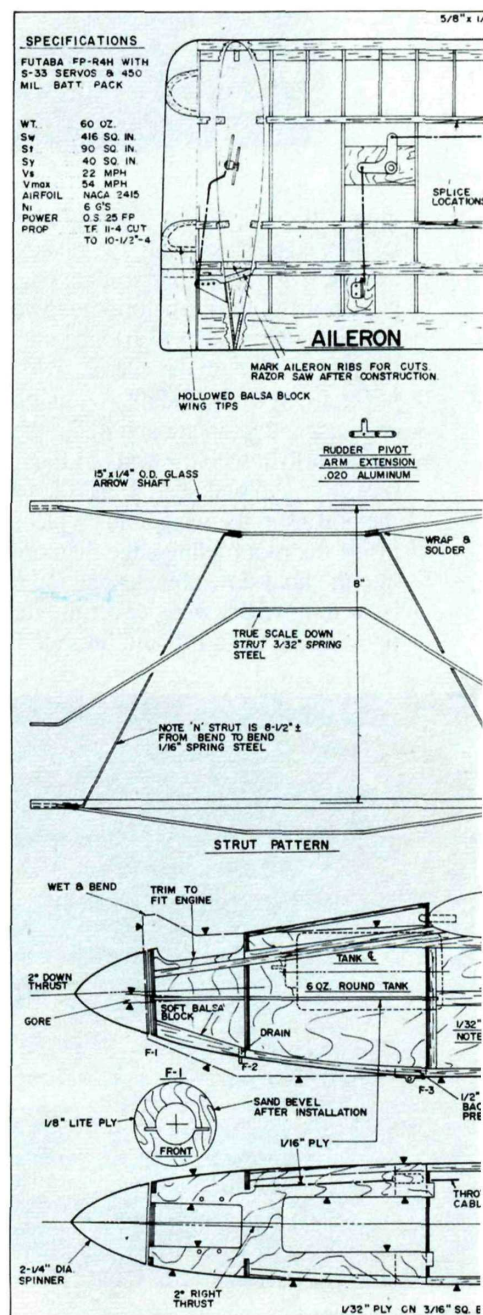 5/8" x 1/
SPECIFICATIONS
FUTABA FP-R4H WITH
S-33 SERVOS & 450
MIL. BATT. PACK
WT. 60 OZ.
Sw 416 SQ. IN.
St 90 SQ. IN.
Sy 40 SQ. IN.
Vs 22 MPH
Vmax 54 MPH
AIRFOIL NACA 2415
Ni 6 G'S
POWER O.S. 25 FP
PROP T.F. 11-4 CUT
TO 10-1/2"-4
SPLICE
LOCATIONS
AILERON
MARK AILERON RIBS FOR CUTS.
RAZOR SAW AFTER CONSTRUCTION.
HOLLOWED BALSA BLOCK
WING TIPS
RUDDER PIVOT
ARM EXTENSION
.020 ALUMINUM
15" x 1/4" O.D. GLASS
ARROW SHAFT
WRAP &
SOLDER
8"
TRUE SCALE DOWN
STRUT 3/32" SPRING
STEEL
NOTE 'N' STRUT IS 8-1/2" ±
FROM BEND TO BEND
1/16" SPRING STEEL
STRUT PATTERN
WET & BEND
TRIM TO
FIT ENGINE
2° DOWN
THRUST
TANK ℄
6 OZ. ROUND TANK
GORE
SOFT BALSA
BLOCK
DRAIN
1/32"
NOTE
F-1
F-2
F-3
F-1
1/2"
BAC
PRE
SAND BEVEL
AFTER INSTALLATION
1/8" LITE PLY
FRONT
1/16" PLY
THRO
CABL
2-1/4" DIA.
SPINNER
2° RIGHT
THRUST
1/32" PLY ON 3/16" SQ. B